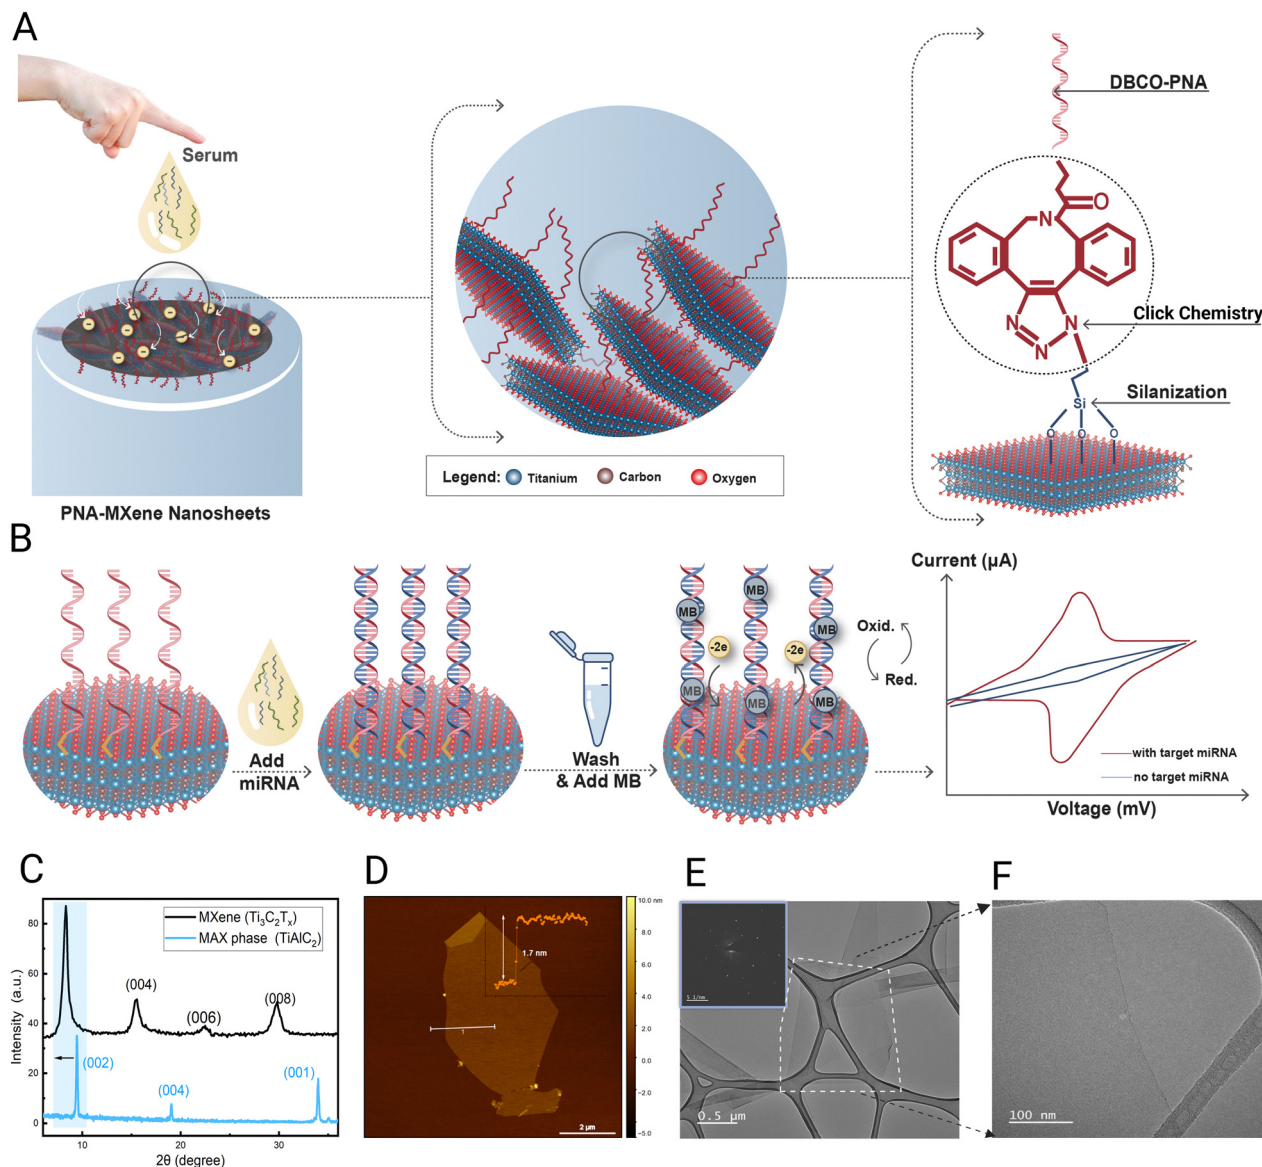 A
Serum
PNA-MXene Nanosheets
Legend: Titanium Carbon Oxygen
DBCO-PNA
O
N
N
N
N
Click Chemistry
Silanization
Si
O O O
B
Add
miRNA
Wash
& Add MB
MB
MB
MB
-2e
-2e
MB
MB
MB
Oxid.
Red.
Current (µA)
with target miRNA
no target miRNA
Voltage (mV)
C
MXene (Ti₃C₂Tₓ)
MAX phase (TiAlC₂)
(004)
(006)
(008)
(002)
(004)
(001)
80
60
40
20
0
Intensity (a.u.)
10 20 30
2θ (degree)
D
1.7 nm
1
2 µm
10.0 nm
8.0
6.0
4.0
2.0
0.0
-2.0
-5.0
E
5 1/nm
0.5 µm
F
100 nm